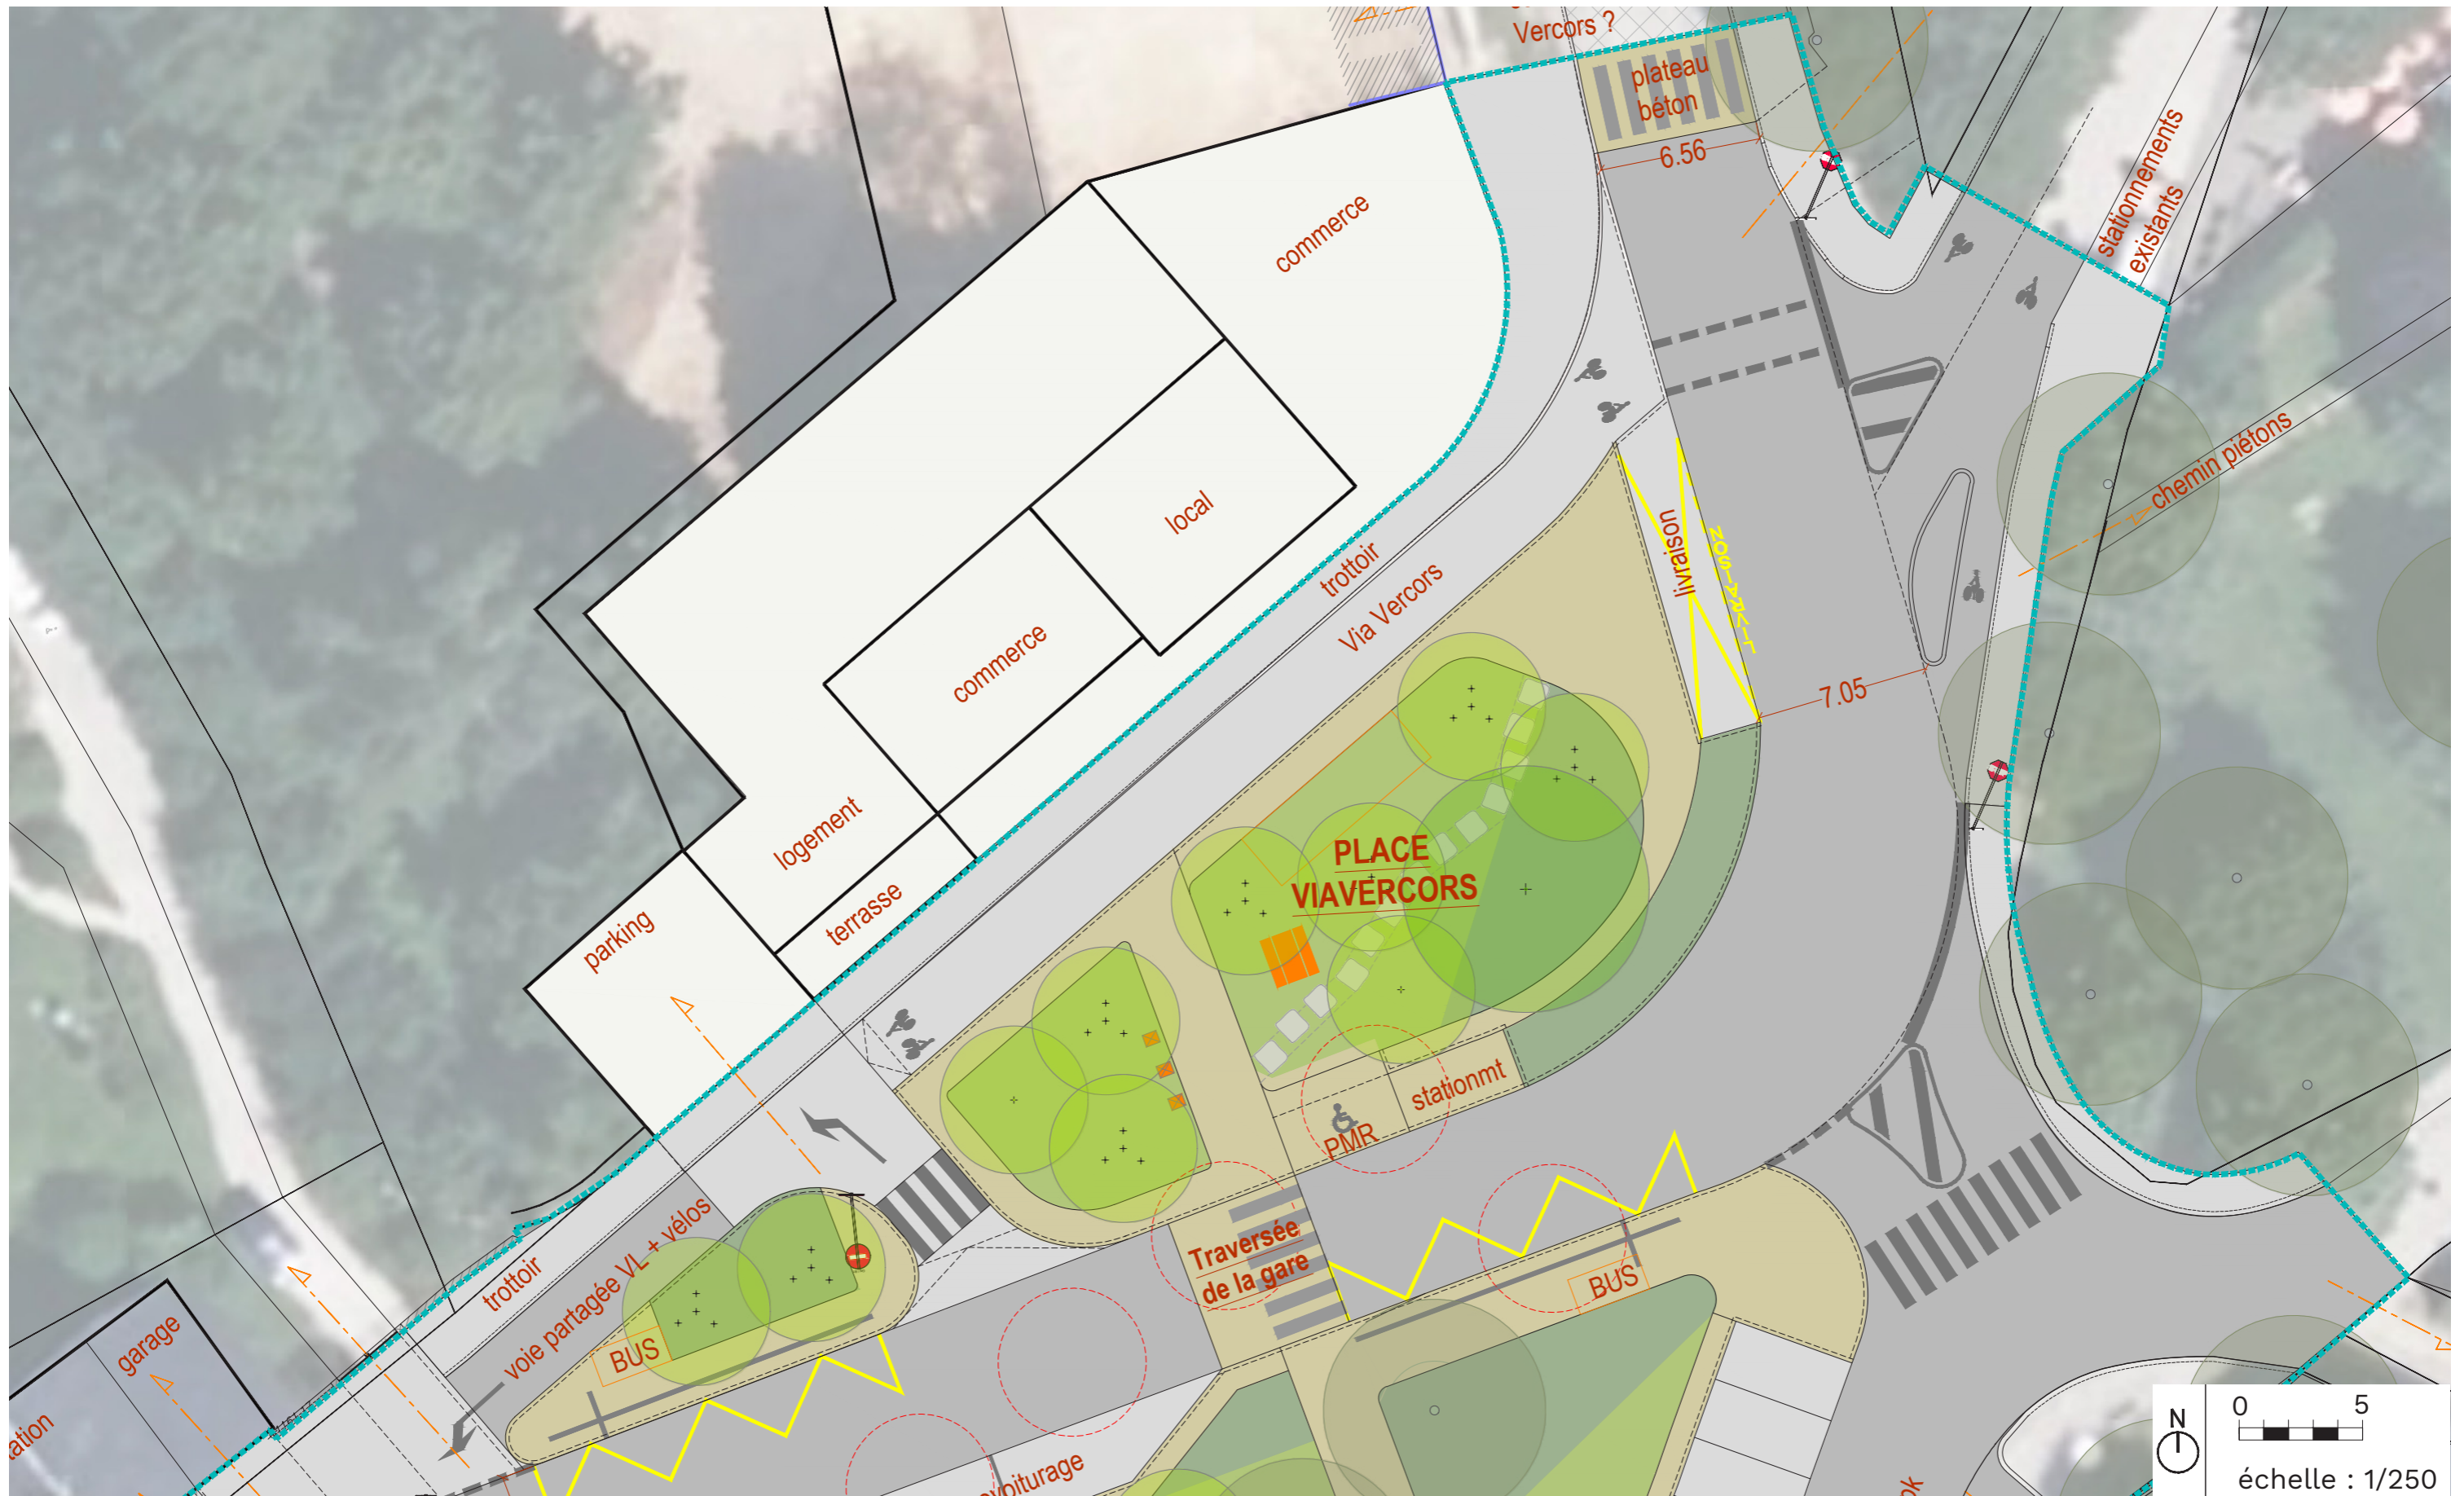 Vercors ?
plateau
béton
6.56
stationnements
existants
commerce
chemin piétons
local
livraison
LIVRAISON
trottoir
Via Vercors
commerce
7.05
logement
PLACE
VIAVERCORS
terrasse
parking
stationmt
PMR
Traversée
de la gare
BUS
voie partagée VL + vélos
trottoir
BUS
garage
N
0 5
échelle : 1/250